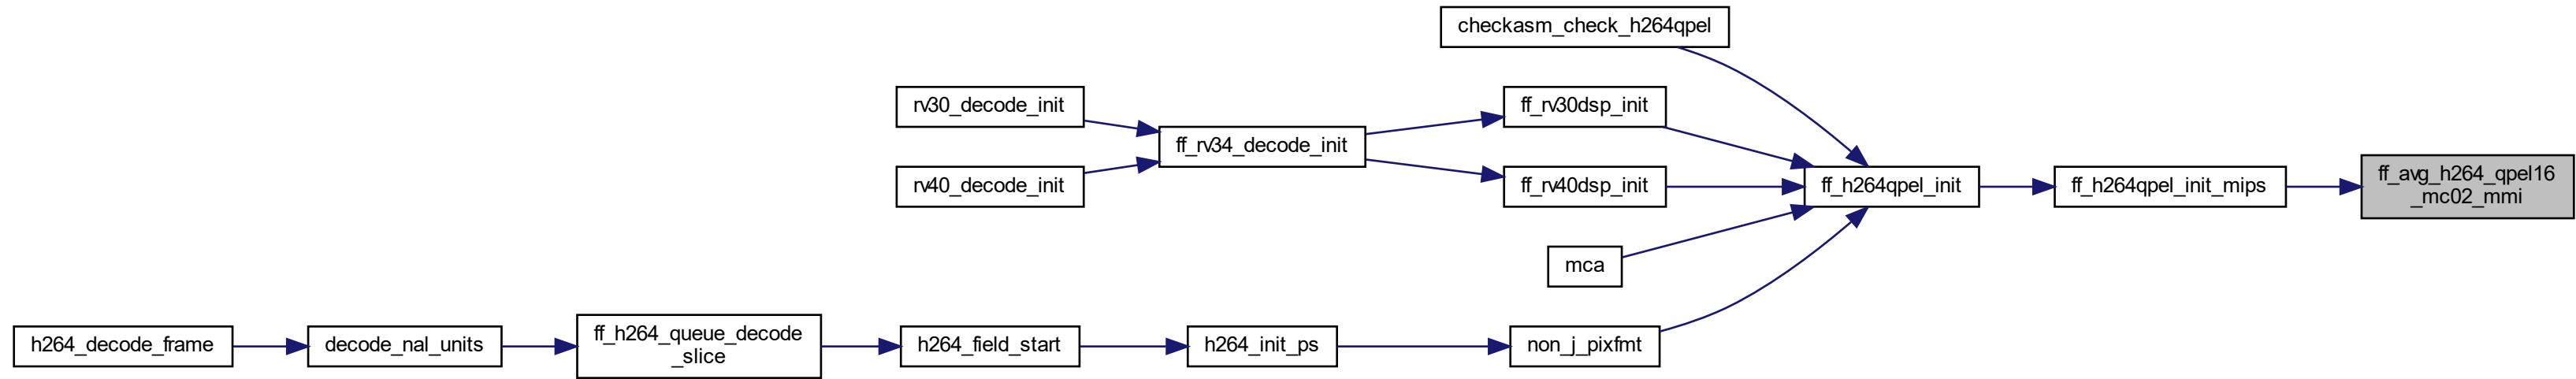 checkasm_check_h264qpel
rv30_decode_init
ff_rv30dsp_init
ff_rv34_decode_init
rv40_decode_init
ff_rv40dsp_init
ff_h264qpel_init
ff_h264qpel_init_mips
ff_avg_h264_qpel16
_mc02_mmi
mca
h264_decode_frame
decode_nal_units
ff_h264_queue_decode
_slice
h264_field_start
h264_init_ps
non_j_pixfmt